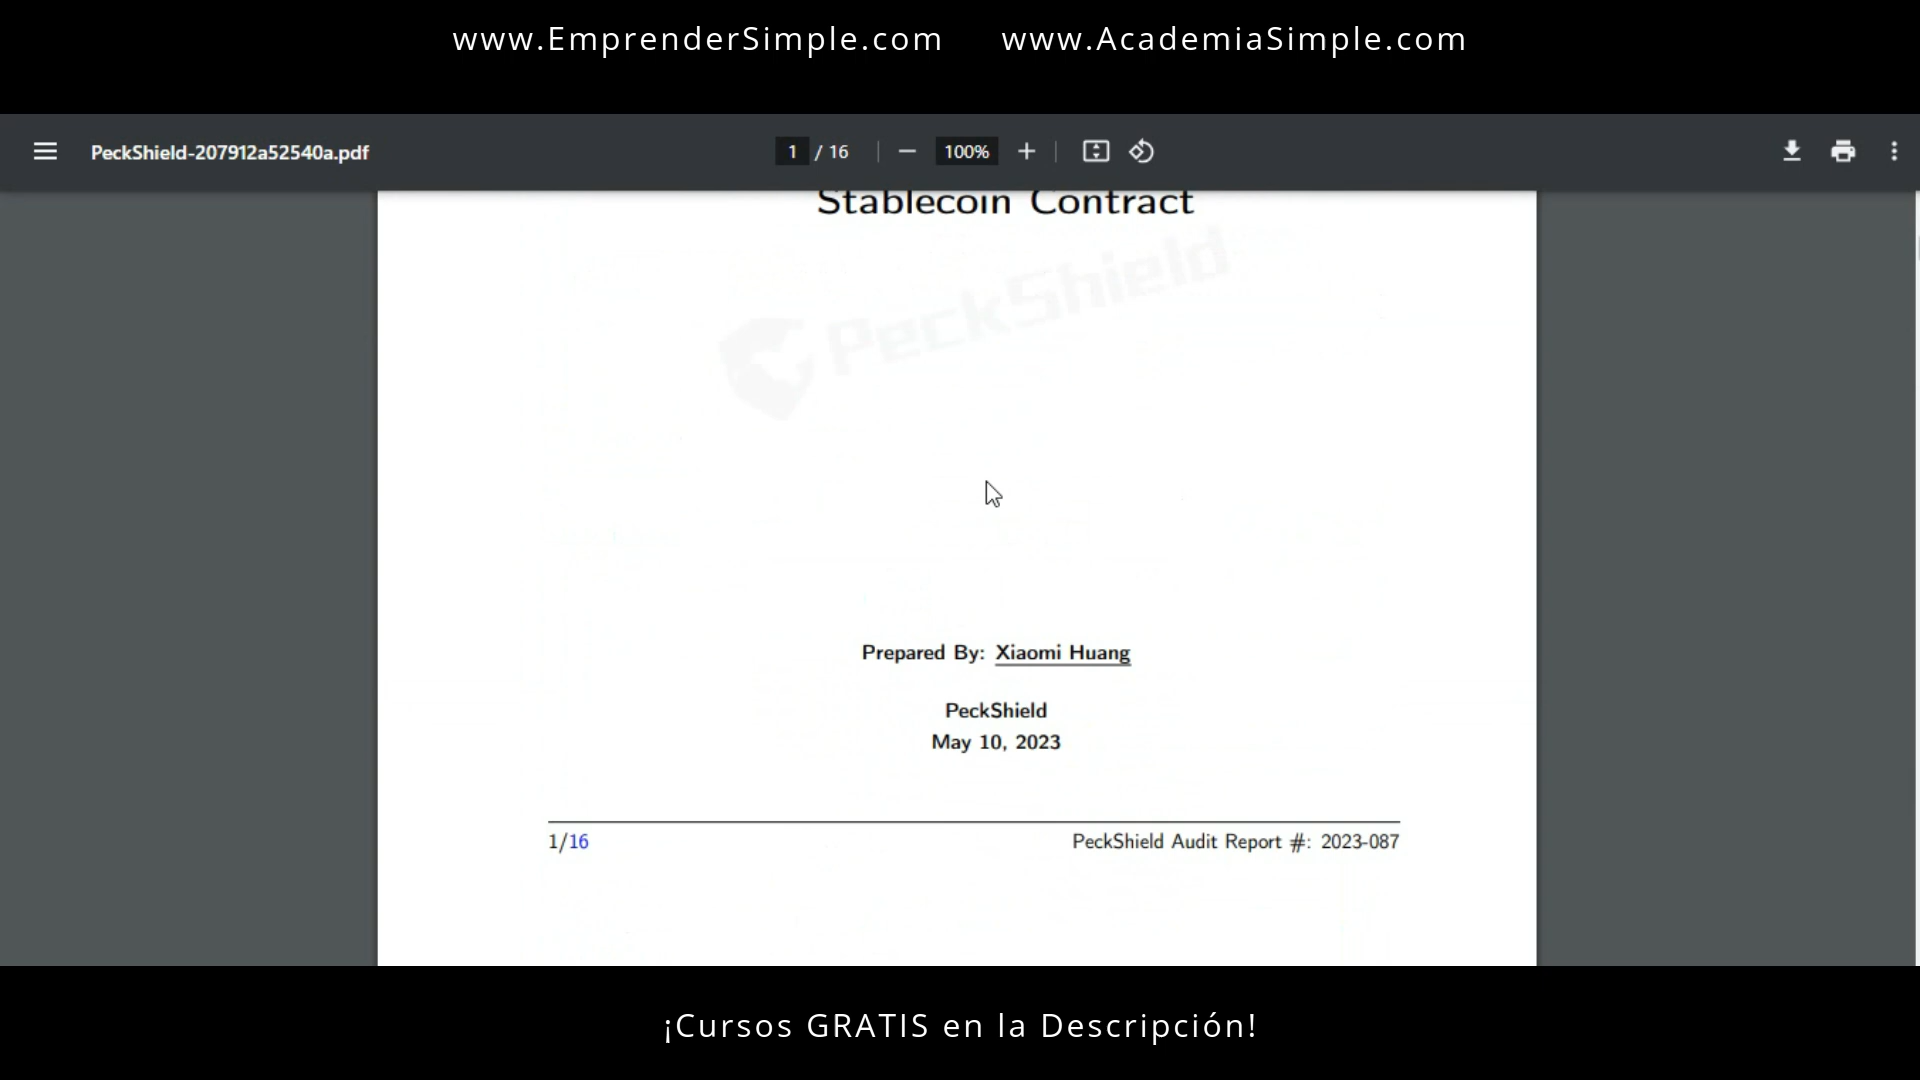 www.EmprenderSimple.com www.AcademiaSimple.com
PeckShield-207912a52540a.pdf 1 / 16 100%
Stablecoin Contract
PeckShield
Prepared By: Xiaomi Huang
PeckShield
May 10, 2023
1/16 PeckShield Audit Report #: 2023-087
¡Cursos GRATIS en la Descripción!